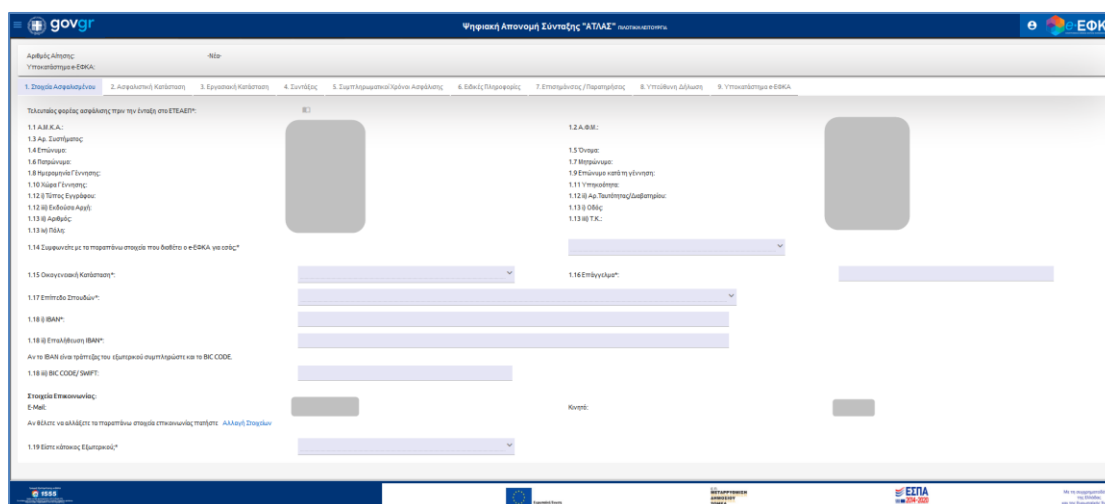 govgr
Ψηφιακή Απονομή Σύνταξης "ΑΤΛΑΣ" ΠΙΛΟΤΙΚΗ ΛΕΙΤΟΥΡΓΙΑ
e-ΕΦΚ
Αριθμός Αίτησης: -Νέα-
Υποκατάστημα e-ΕΦΚΑ:
1. Στοιχεία Ασφαλισμένου 2. Ασφαλιστική Κατάσταση 3. Εργασιακή Κατάσταση 4. Συντάξεις 5. Συμπληρωματικοί Χρόνοι Ασφάλισης 6. Ειδικές Πληροφορίες 7. Επισημάνσεις / Παρατηρήσεις 8. Υπεύθυνη Δήλωση 9. Υποκατάστημα e-ΕΦΚΑ
Τελευταίος φορέας ασφάλισης πριν την ένταξη στο ΕΤΕΑΕΠ*:
1.1 Α.Μ.Κ.Α.: 1.2 Α.Φ.Μ.:
1.3 Αρ. Συστήματος:
1.4 Επώνυμο: 1.5 Όνομα:
1.6 Πατρώνυμο: 1.7 Μητρώνυμο:
1.8 Ημερομηνία Γέννησης: 1.9 Επώνυμο κατά τη γέννηση:
1.10 Χώρα Γέννησης: 1.11 Υπηκοότητα:
1.12 i) Τύπος Εγγράφου: 1.12 ii) Αρ. Ταυτότητας/Διαβατηρίου:
1.12 iii) Εκδούσα Αρχή: 1.13 i) Οδός:
1.13 ii) Αριθμός: 1.13 iii) Τ.Κ.:
1.13 iv) Πόλη:
1.14 Συμφωνείτε με τα παραπάνω στοιχεία που διαθέτει ο e-ΕΦΚΑ για εσάς;*
1.15 Οικογενειακή Κατάσταση*: 1.16 Επάγγελμα*:
1.17 Επίπεδο Σπουδών*:
1.18 i) IBAN*:
1.18 ii) Επαλήθευση IBAN*:
Αν το IBAN είναι τράπεζας του εξωτερικού συμπληρώστε και το BIC CODE.
1.18 iii) BIC CODE/ SWIFT:
Στοιχεία Επικοινωνίας:
E-Mail: Κινητό:
Αν θέλετε να αλλάξετε τα παραπάνω στοιχεία επικοινωνίας πατήστε Αλλαγή Στοιχείων
1.19 Είστε κάτοικος Εξωτερικού;*
1555
ΕΣΠΑ
2014-2020